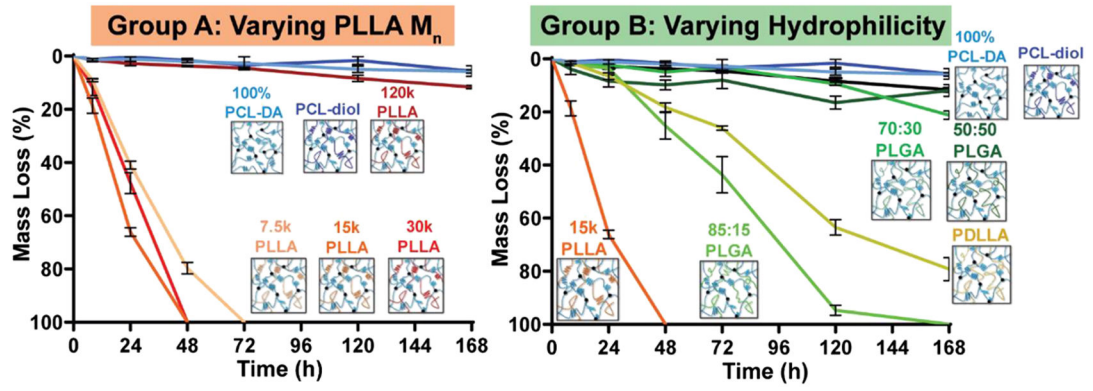 Group A: Varying PLLA Mn
Mass Loss (%)
0
20
40
60
80
100
0 24 48 72 96 120 144 168
Time (h)
100%
PCL-DA
PCL-diol
120k
PLLA
7.5k
PLLA
15k
PLLA
30k
PLLA
Group B: Varying Hydrophilicity
Mass Loss (%)
0
20
40
60
80
100
0 24 48 72 96 120 144 168
Time (h)
100%
PCL-DA
PCL-diol
70:30
PLGA
50:50
PLGA
PDLLA
15k
PLLA
85:15
PLGA